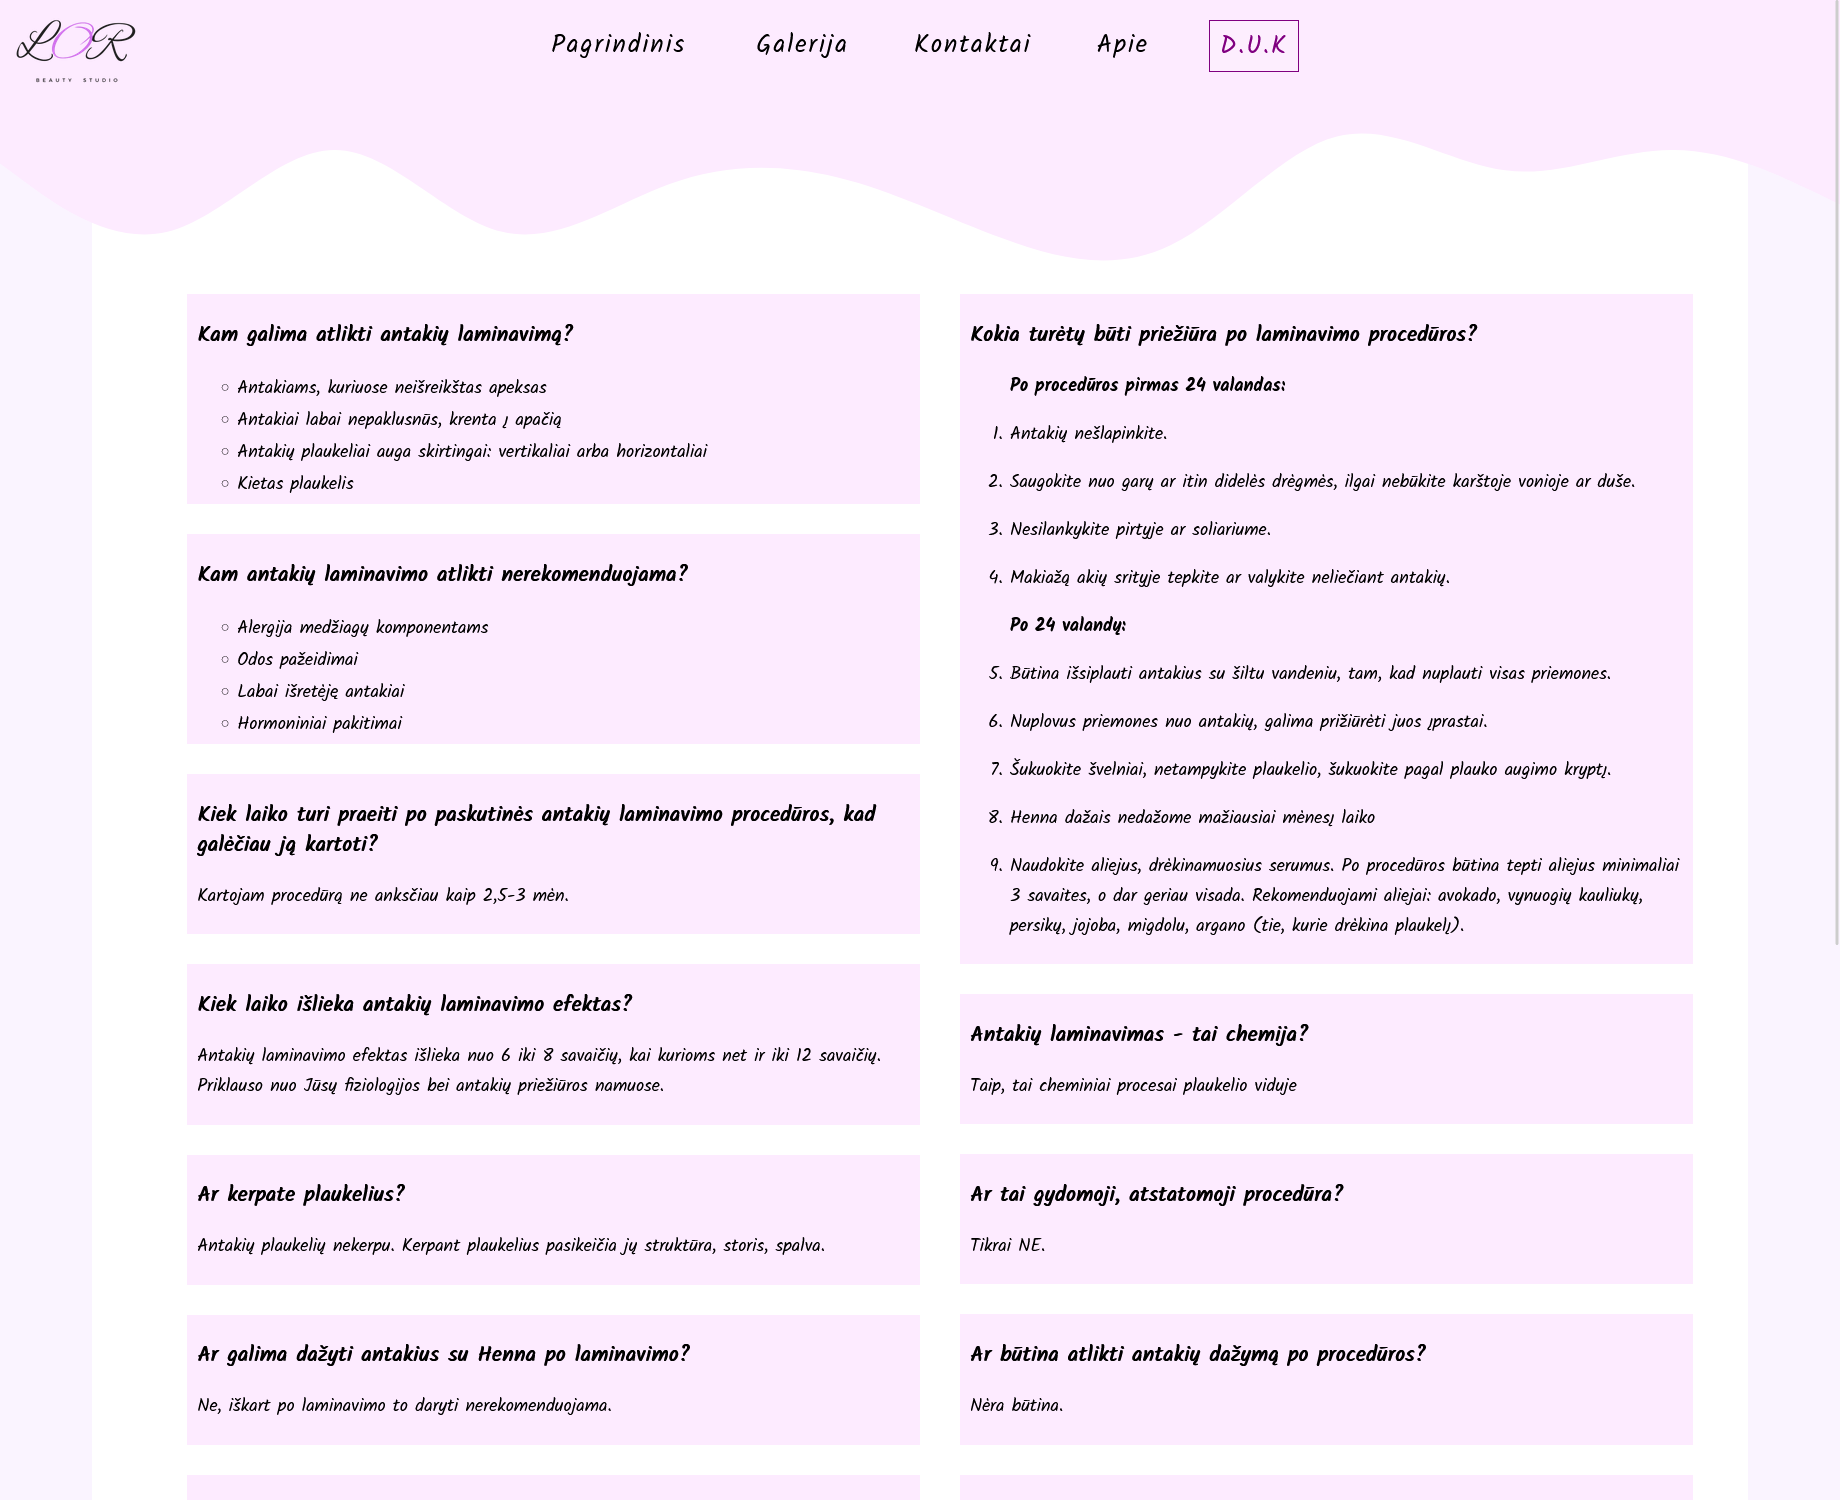 LOR
BEAUTY STUDIO
Pagrindinis
Galerija
Kontaktai
Apie
D.U.K
Kam galima atlikti antakių laminavimą?
◦ Antakiams, kuriuose neišreikštas apeksas
◦ Antakiai labai nepaklusnūs, krenta į apačią
◦ Antakių plaukeliai auga skirtingai: vertikaliai arba horizontaliai
◦ Kietas plaukelis
Kam antakių laminavimo atlikti nerekomenduojama?
◦ Alergija medžiagų komponentams
◦ Odos pažeidimai
◦ Labai išretėję antakiai
◦ Hormoniniai pakitimai
Kiek laiko turi praeiti po paskutinės antakių laminavimo procedūros, kad
galėčiau ją kartoti?
Kartojam procedūrą ne anksčiau kaip 2,5-3 mėn.
Kiek laiko išlieka antakių laminavimo efektas?
Antakių laminavimo efektas išlieka nuo 6 iki 8 savaičių, kai kurioms net ir iki 12 savaičių.
Priklauso nuo Jūsų fiziologijos bei antakių priežiūros namuose.
Ar kerpate plaukelius?
Antakių plaukelių nekerpu. Kerpant plaukelius pasikeičia jų struktūra, storis, spalva.
Ar galima dažyti antakius su Henna po laminavimo?
Ne, iškart po laminavimo to daryti nerekomenduojama.
Kokia turėtų būti priežiūra po laminavimo procedūros?
Po procedūros pirmas 24 valandas:
1. Antakių nešlapinkite.
2. Saugokite nuo garų ar itin didelės drėgmės, ilgai nebūkite karštoje vonioje ar duše.
3. Nesilankykite pirtyje ar soliariume.
4. Makiažą akių srityje tepkite ar valykite neliečiant antakių.
Po 24 valandų:
5. Būtina išsiplauti antakius su šiltu vandeniu, tam, kad nuplauti visas priemones.
6. Nuplovus priemones nuo antakių, galima prižiūrėti juos įprastai.
7. Šukuokite švelniai, netampykite plaukelio, šukuokite pagal plauko augimo kryptį.
8. Henna dažais nedažome mažiausiai mėnesį laiko
9. Naudokite aliejus, drėkinamuosius serumus. Po procedūros būtina tepti aliejus minimaliai
3 savaites, o dar geriau visada. Rekomenduojami aliejai: avokado, vynuogių kauliukų,
persikų, jojoba, migdolu, argano (tie, kurie drėkina plaukelį).
Antakių laminavimas - tai chemija?
Taip, tai cheminiai procesai plaukelio viduje
Ar tai gydomoji, atstatomoji procedūra?
Tikrai NE.
Ar būtina atlikti antakių dažymą po procedūros?
Nėra būtina.